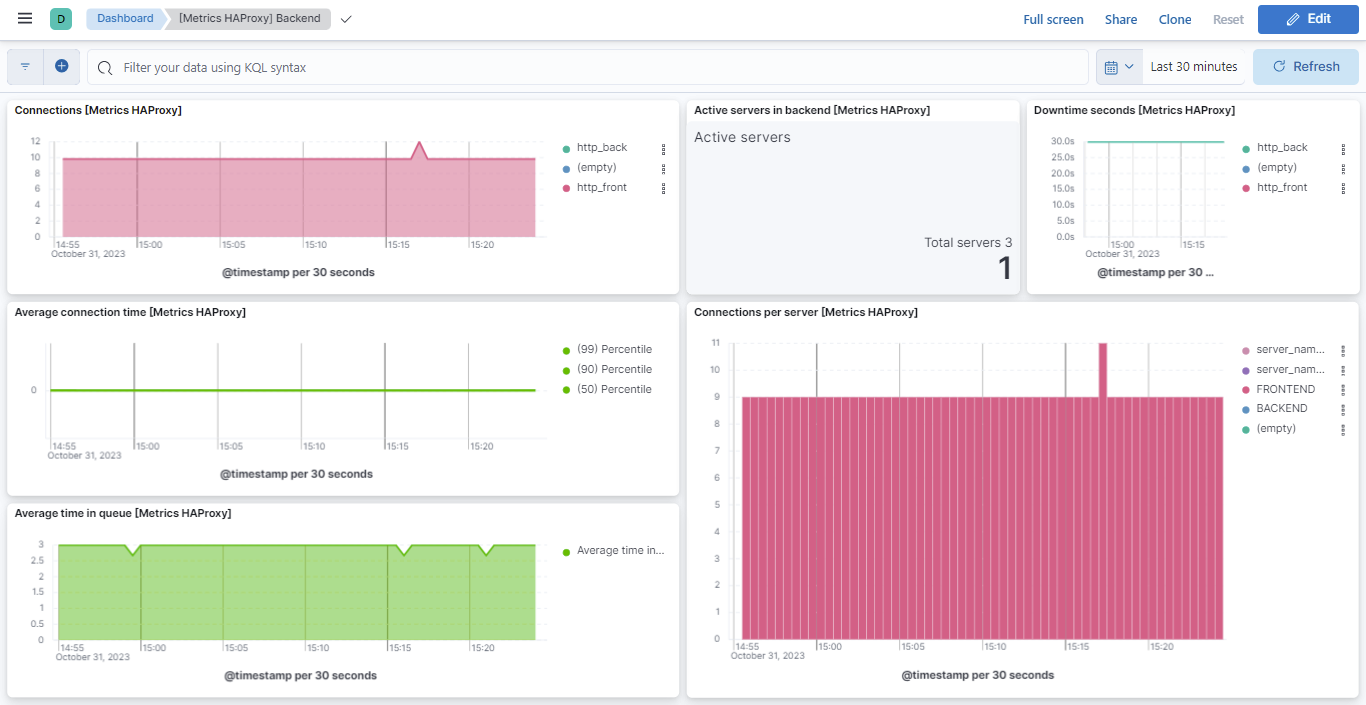 D Dashboard [Metrics HAProxy] Backend Full screen Share Clone Reset Edit
Filter your data using KQL syntax Last 30 minutes Refresh
Connections [Metrics HAProxy]
12
10
8
6
4
2
0
14:55 15:00 15:05 15:10 15:15 15:20
October 31, 2023
@timestamp per 30 seconds
http_back
(empty)
http_front
Active servers in backend [Metrics HAProxy]
Active servers
Total servers 3
1
Downtime seconds [Metrics HAProxy]
30.0s
25.0s
20.0s
15.0s
10.0s
5.0s
0.0s
15:00 15:15
October 31, 2023
@timestamp per 30 ...
http_back
(empty)
http_front
Average connection time [Metrics HAProxy]
0
14:55 15:00 15:05 15:10 15:15 15:20
October 31, 2023
@timestamp per 30 seconds
(99) Percentile
(90) Percentile
(50) Percentile
Connections per server [Metrics HAProxy]
11
10
9
8
7
6
5
4
3
2
1
0
14:55 15:00 15:05 15:10 15:15 15:20
October 31, 2023
@timestamp per 30 seconds
server_nam...
server_nam...
FRONTEND
BACKEND
(empty)
Average time in queue [Metrics HAProxy]
3
2.5
2
1.5
1
0.5
0
14:55 15:00 15:05 15:10 15:15 15:20
October 31, 2023
@timestamp per 30 seconds
Average time in...